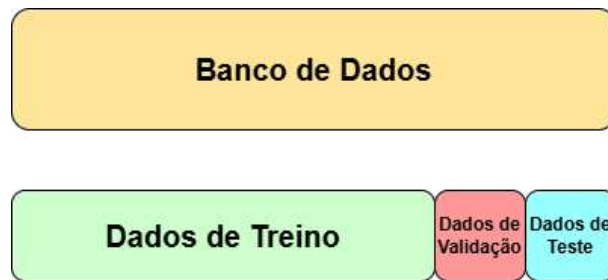 Banco de Dados
Dados de Treino
Dados de
Validação
Dados de
Teste